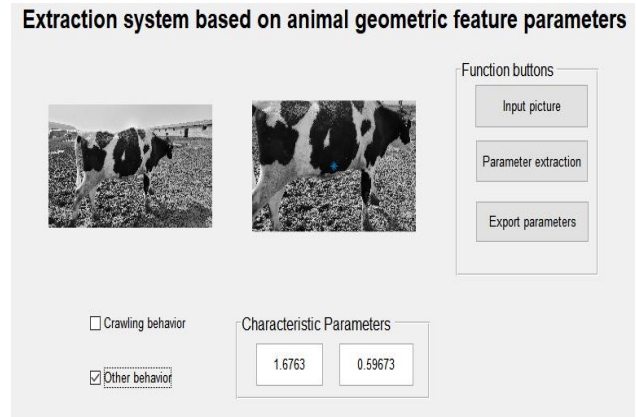 Extraction system based on animal geometric feature parameters
Function buttons
Input picture
Parameter extraction
Export parameters
Crawling behavior
Other behavior
Characteristic Parameters
1.6763
0.59673